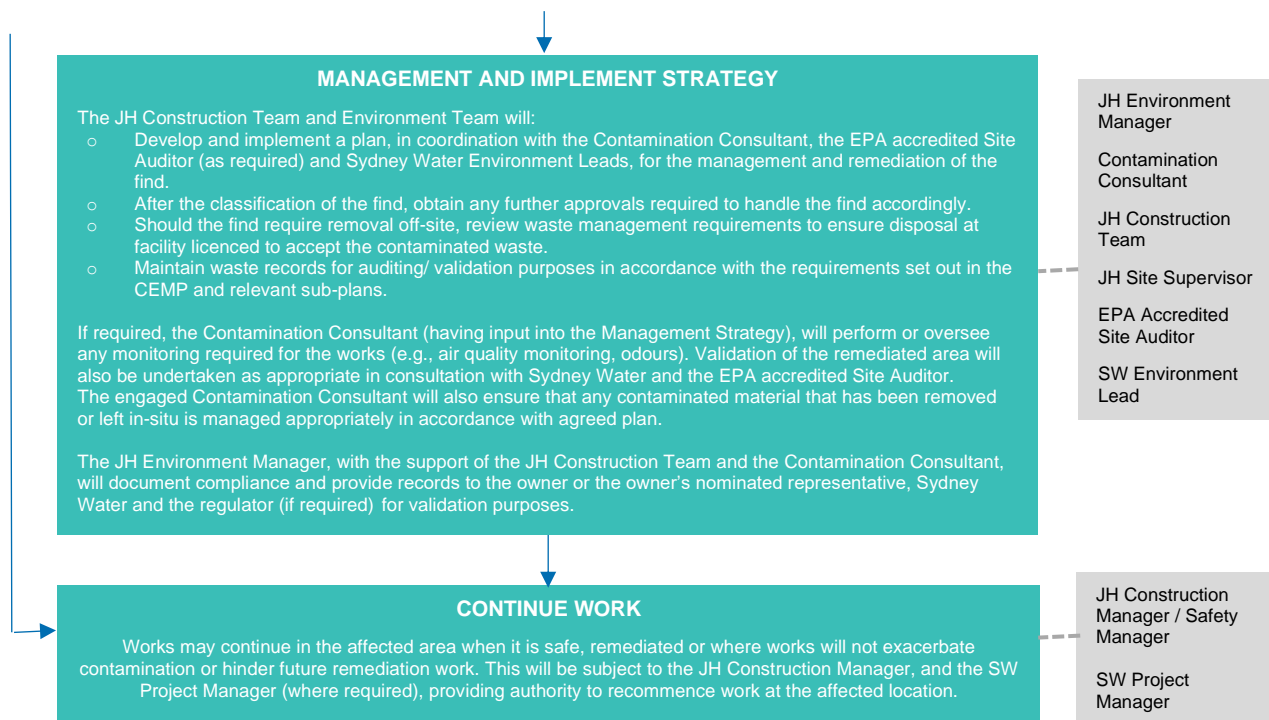 MANAGEMENT AND IMPLEMENT STRATEGY
The JH Construction Team and Environment Team will:
o Develop and implement a plan, in coordination with the Contamination Consultant, the EPA accredited Site
Auditor (as required) and Sydney Water Environment Leads, for the management and remediation of the
find.
o After the classification of the find, obtain any further approvals required to handle the find accordingly.
o Should the find require removal off-site, review waste management requirements to ensure disposal at
facility licenced to accept the contaminated waste.
o Maintain waste records for auditing/ validation purposes in accordance with the requirements set out in the
CEMP and relevant sub-plans.
If required, the Contamination Consultant (having input into the Management Strategy), will perform or oversee
any monitoring required for the works (e.g., air quality monitoring, odours). Validation of the remediated area will
also be undertaken as appropriate in consultation with Sydney Water and the EPA accredited Site Auditor.
The engaged Contamination Consultant will also ensure that any contaminated material that has been removed
or left in-situ is managed appropriately in accordance with agreed plan.
The JH Environment Manager, with the support of the JH Construction Team and the Contamination Consultant,
will document compliance and provide records to the owner or the owner's nominated representative, Sydney
Water and the regulator (if required) for validation purposes.
JH Environment
Manager
Contamination
Consultant
JH Construction
Team
JH Site Supervisor
EPA Accredited
Site Auditor
SW Environment
Lead
CONTINUE WORK
Works may continue in the affected area when it is safe, remediated or where works will not exacerbate
contamination or hinder future remediation work. This will be subject to the JH Construction Manager, and the SW
Project Manager (where required), providing authority to recommence work at the affected location.
JH Construction
Manager / Safety
Manager
SW Project
Manager